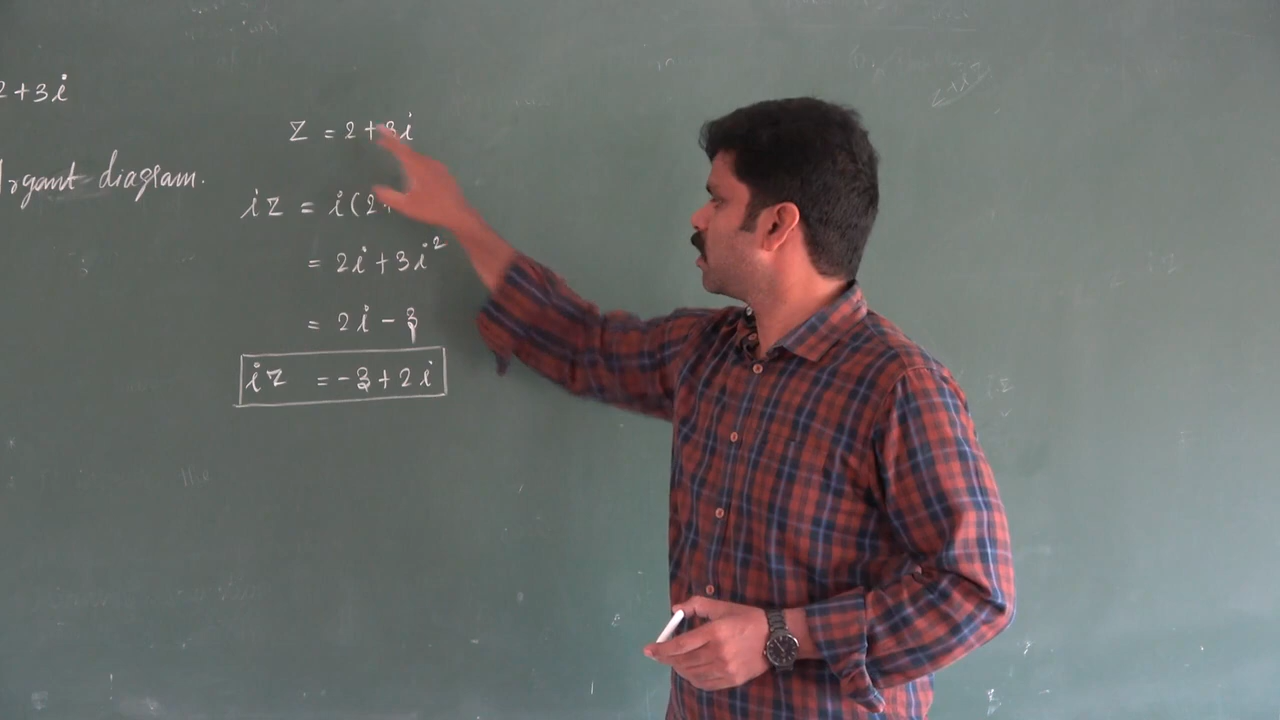 2+3i
Argant diagram.
z = 2+3i
iz = i(2+
= 2i+3i²
= 2i-3
iz = -3+2i